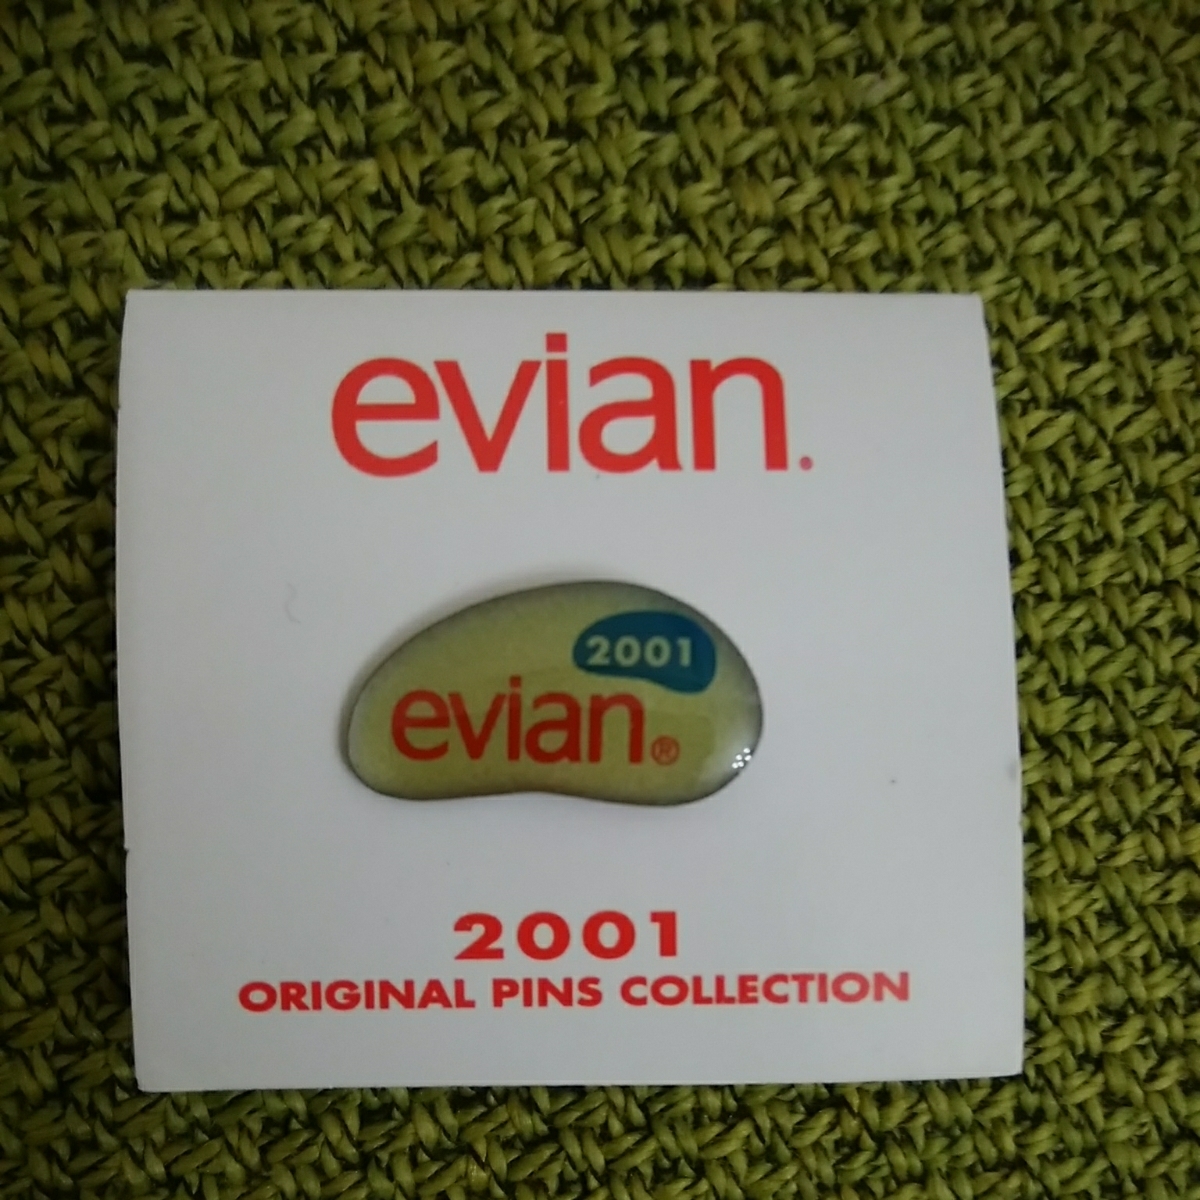 evian.
2001
evian®
2001
ORIGINAL PINS COLLECTION